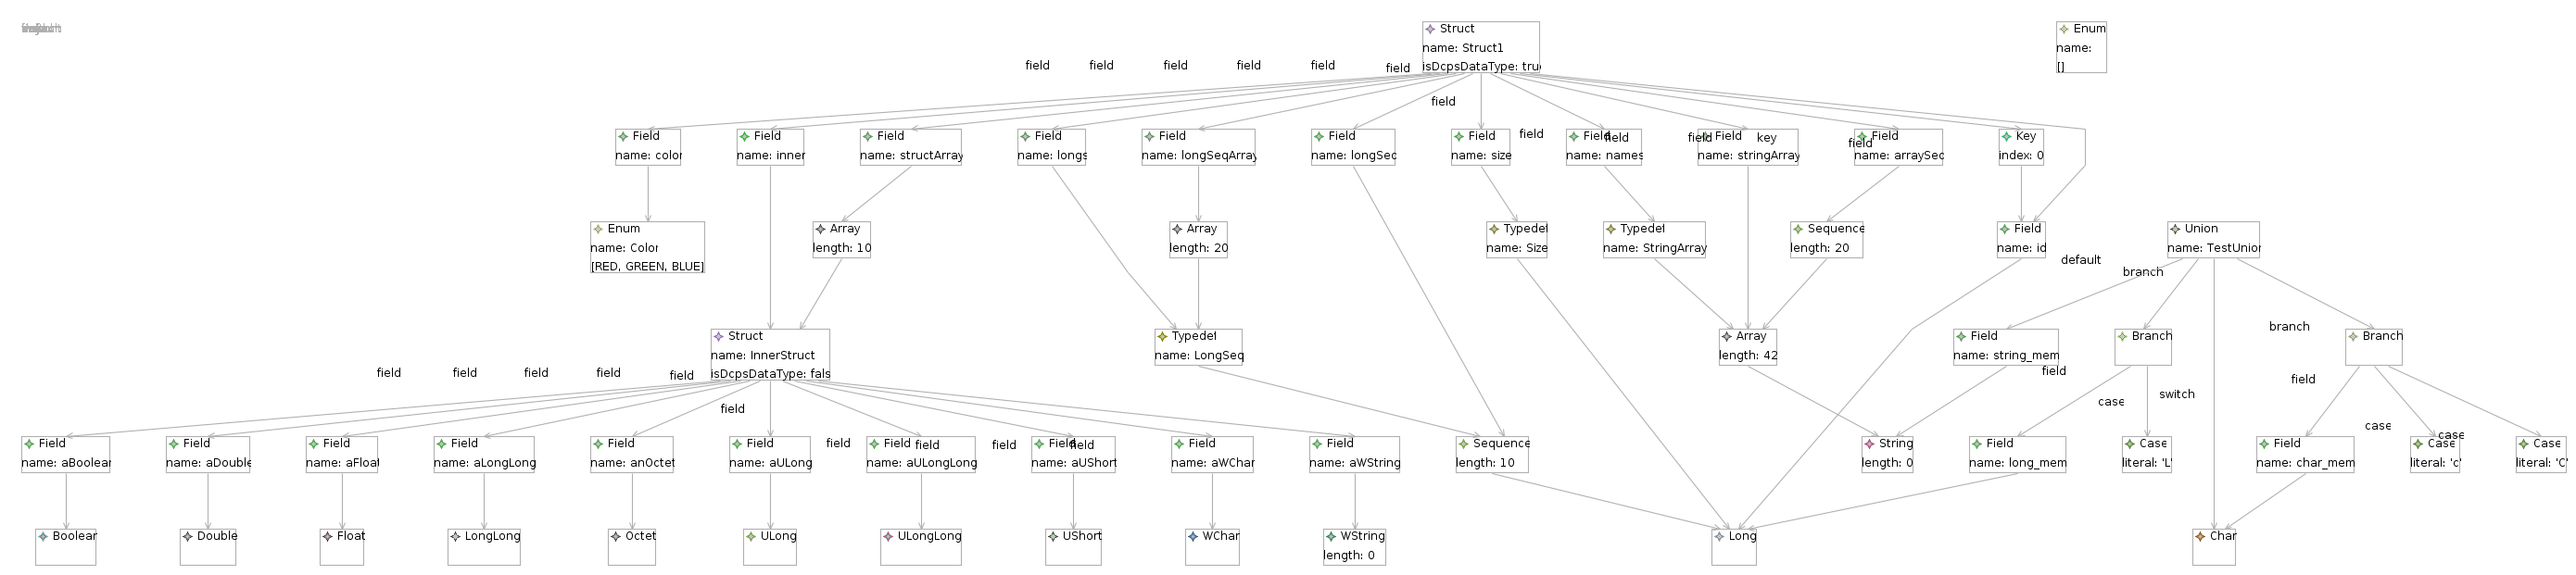 Struct
name: Struct1
isDcpsDataType: true
Enum
name:
[]
field
field
field
field
field
field
field
field
field
field
key
field
Field
name: color
Field
name: inner
Field
name: structArray
Field
name: longs
Field
name: longSeqArray
Field
name: longSeq
Field
name: size
Field
name: names
Field
name: stringArray
Field
name: arraySeq
Key
index: 0
Enum
name: Color
[RED, GREEN, BLUE]
Array
length: 10
Array
length: 20
Typedef
name: Size
Typedef
name: StringArray
Sequence
length: 20
Field
name: id
Union
name: TestUnion
default
branch
branch
Struct
name: InnerStruct
isDcpsDataType: fals
Typedef
name: LongSeq
Array
length: 42
Field
name: string_mem
Branch
Branch
field
field
field
field
field
field
field
field
field
field
field
case
switch
field
case
case
Field
name: aBoolean
Field
name: aDouble
Field
name: aFloat
Field
name: aLongLong
Field
name: anOctet
Field
name: aULong
Field
name: aULongLong
Field
name: aUShort
Field
name: aWChar
Field
name: aWString
Sequence
length: 10
String
length: 0
Field
name: long_mem
Case
literal: 'L'
Field
name: char_mem
Case
literal: 'c'
Case
literal: 'C'
Boolean
Double
Float
LongLong
Octet
ULong
ULongLong
UShort
WChar
WString
length: 0
Long
Char